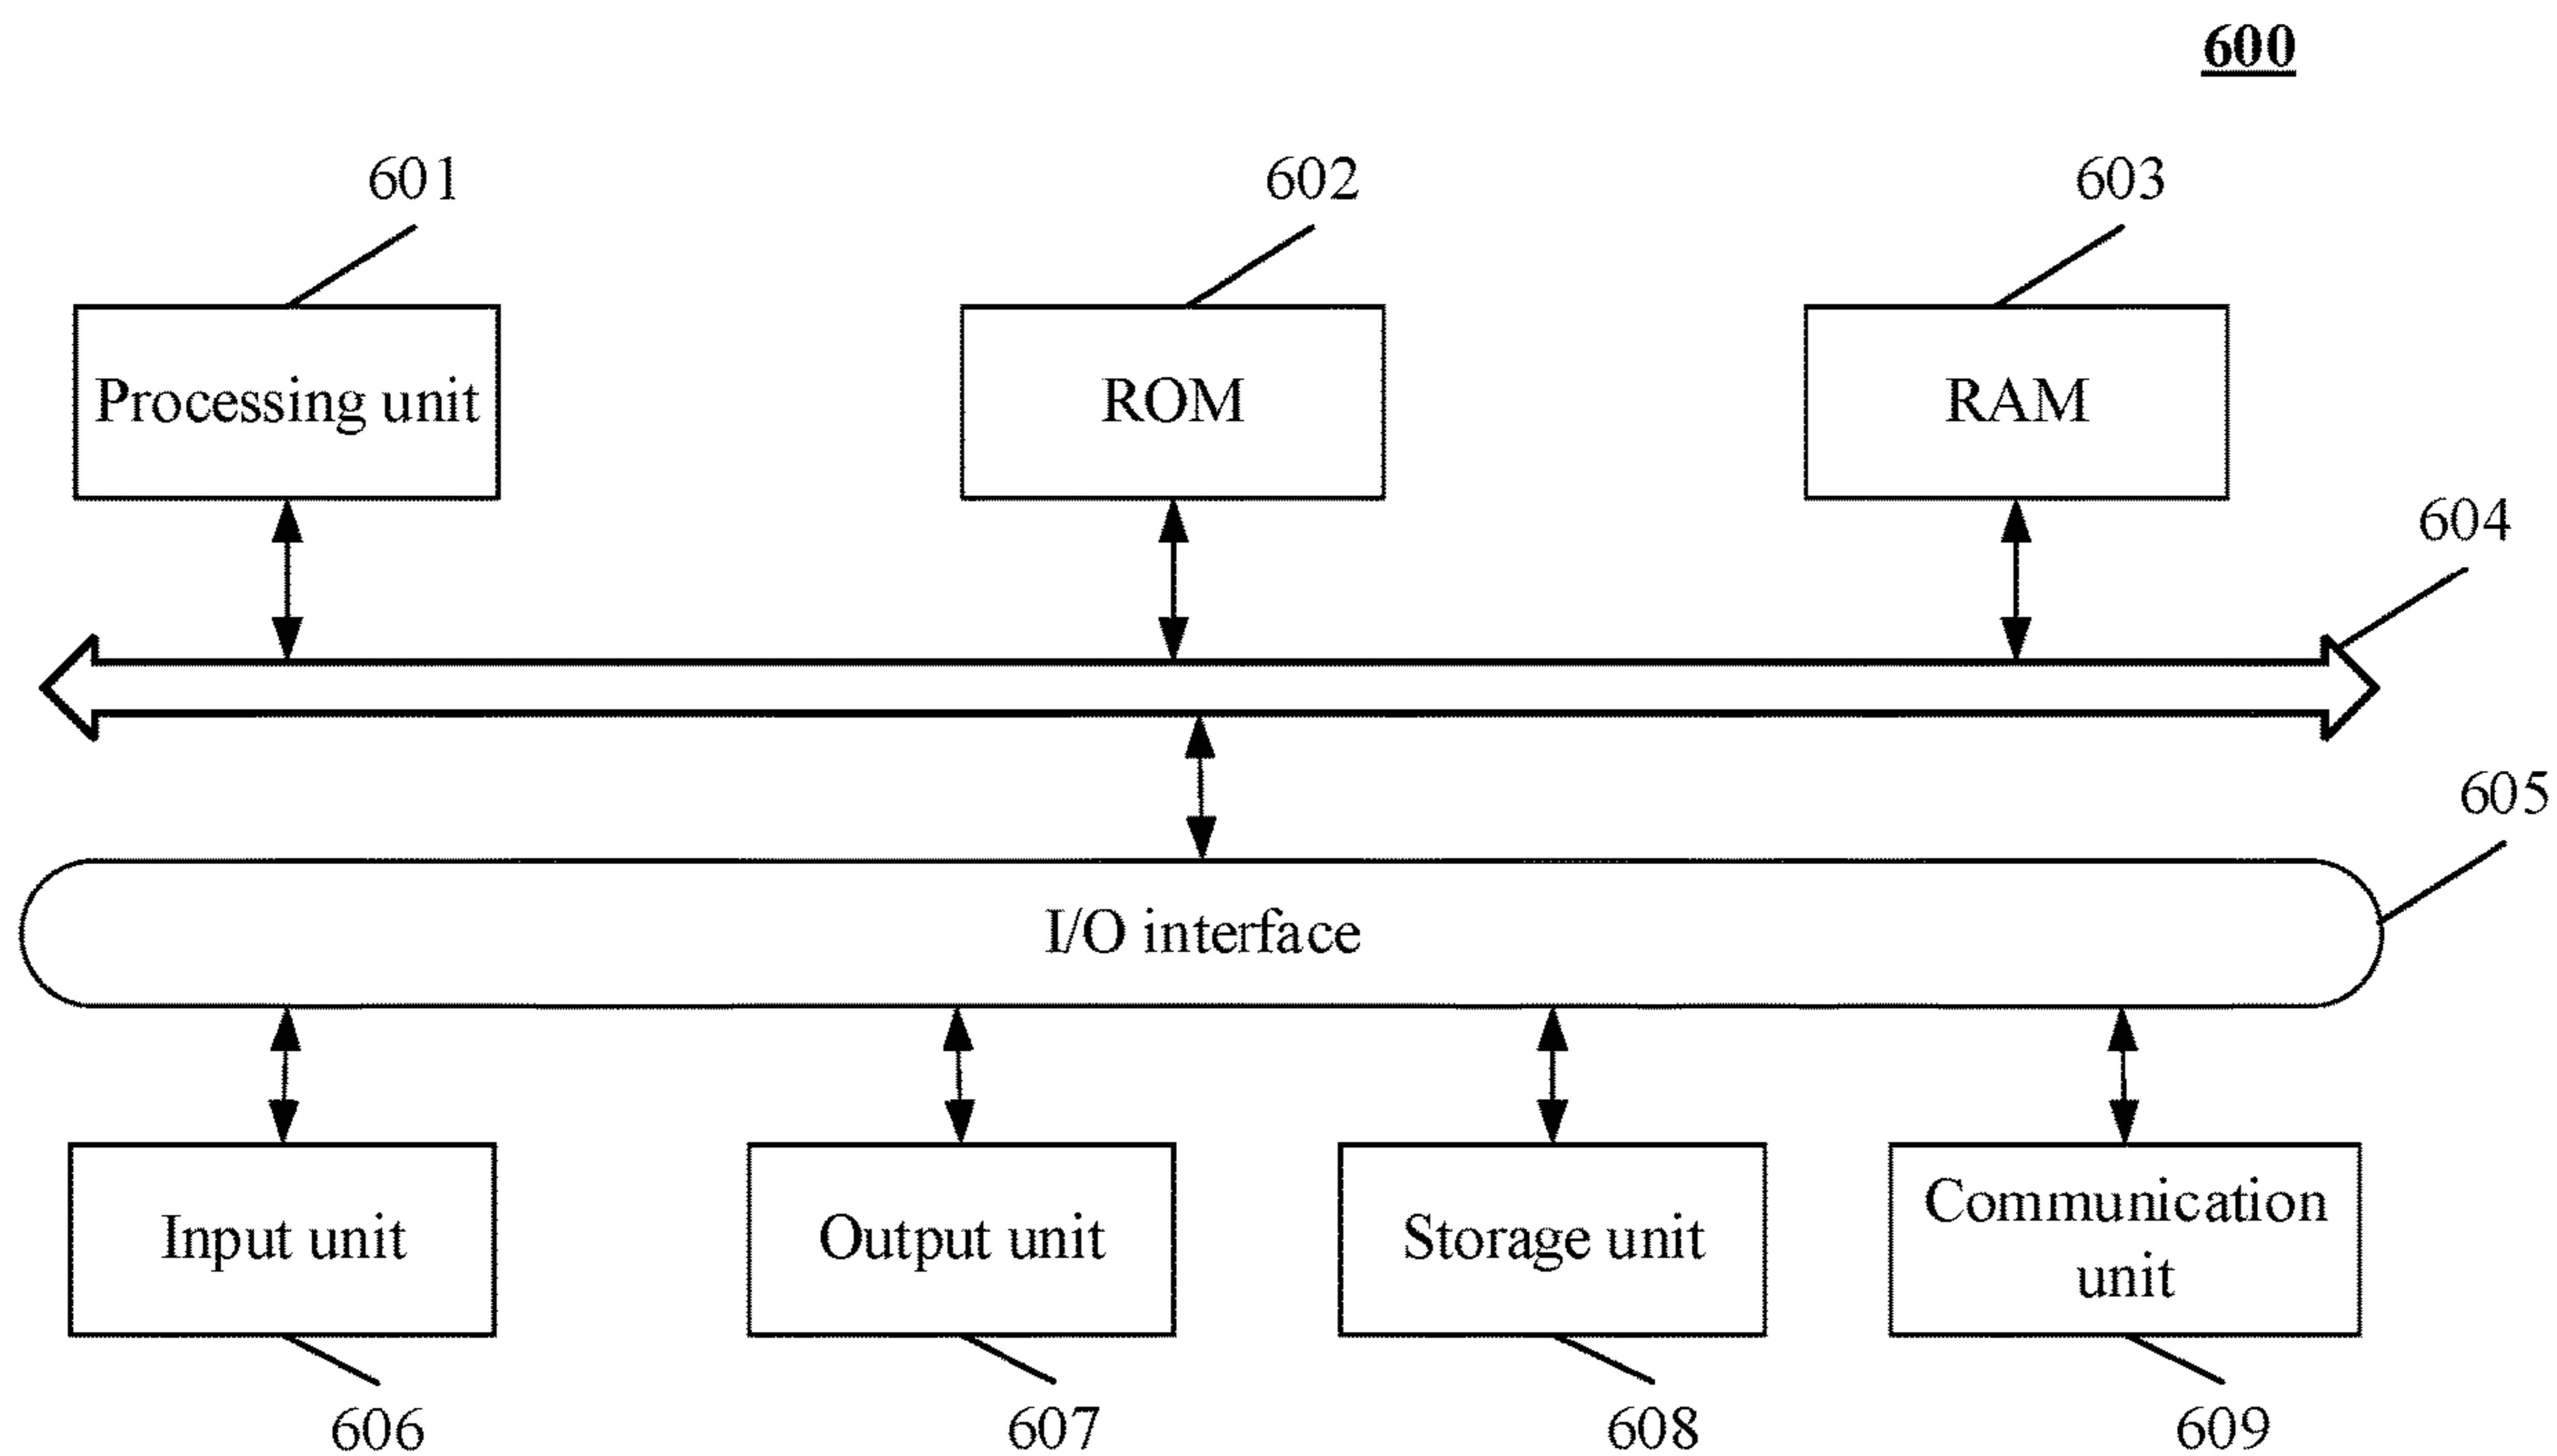 600
601
602
603
Processing unit
ROM
RAM
604
605
I/O interface
Input unit
Output unit
Storage unit
Communication
unit
606
607
608
609